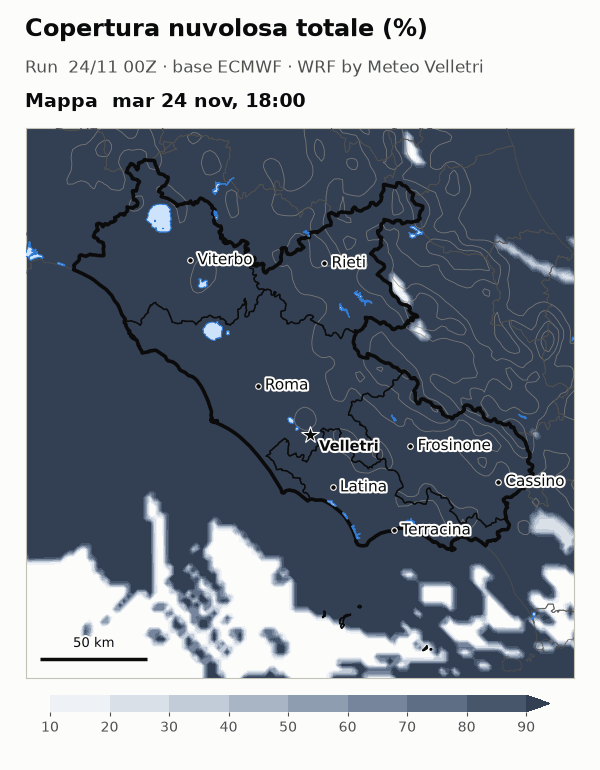 Copertura nuvolosa totale (%)
Run 24/11 00Z · base ECMWF · WRF by Meteo Velletri
Mappa mar 24 nov, 18:00
Viterbo
Rieti
Roma
Velletri
Frosinone
Cassino
Latina
Terracina
50 km
10 20 30 40 50 60 70 80 90